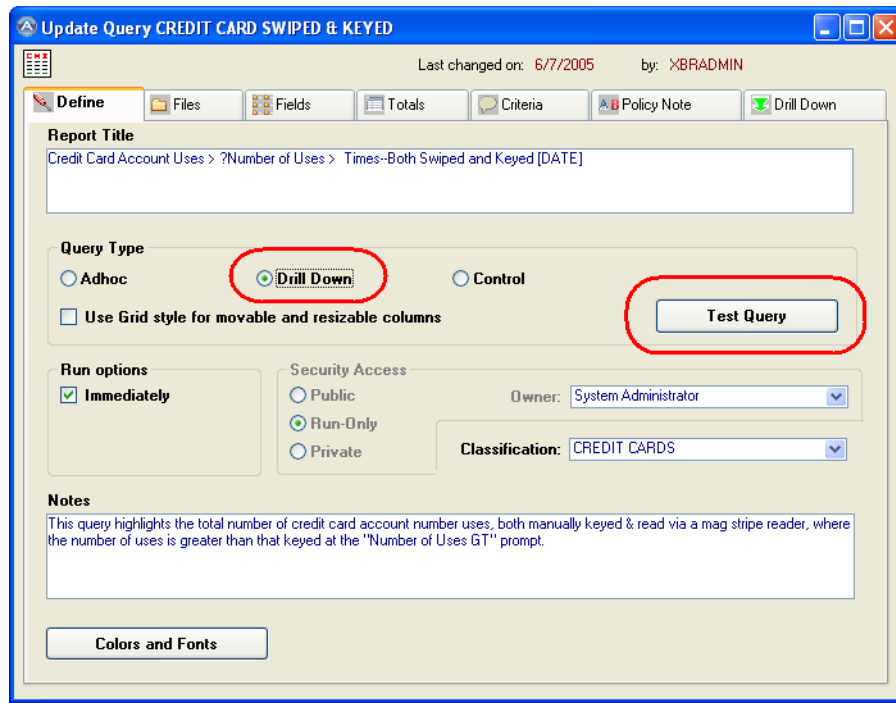 Update Query CREDIT CARD SWIPED & KEYED
Last changed on: 6/7/2005 by: XBRADMIN
Define Files Fields Totals Criteria Policy Note Drill Down
Report Title
Credit Card Account Uses > ?Number of Uses > Times--Both Swiped and Keyed [DATE]
Query Type
Adhoc Drill Down Control
Use Grid style for movable and resizable columns
Test Query
Run options
Immediately
Security Access
Public
Run-Only
Private
Owner: System Administrator
Classification: CREDIT CARDS
Notes
This query highlights the total number of credit card account number uses, both manually keyed & read via a mag stripe reader, where
the number of uses is greater than that keyed at the "Number of Uses GT" prompt.
Colors and Fonts